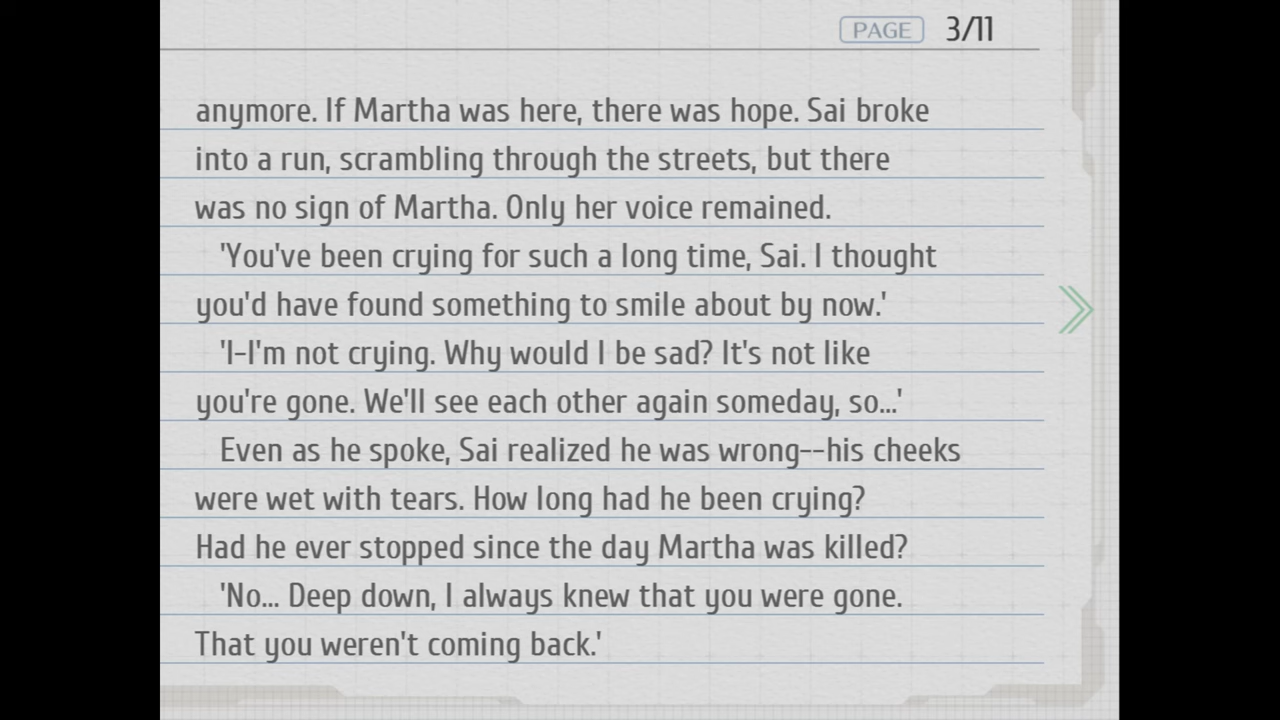 PAGE 3/11
anymore. If Martha was here, there was hope. Sai broke
into a run, scrambling through the streets, but there
was no sign of Martha. Only her voice remained.
'You've been crying for such a long time, Sai. I thought
you'd have found something to smile about by now.'
'I-I'm not crying. Why would I be sad? It's not like
you're gone. We'll see each other again someday, so...'
Even as he spoke, Sai realized he was wrong--his cheeks
were wet with tears. How long had he been crying?
Had he ever stopped since the day Martha was killed?
'No... Deep down, I always knew that you were gone.
That you weren't coming back.'